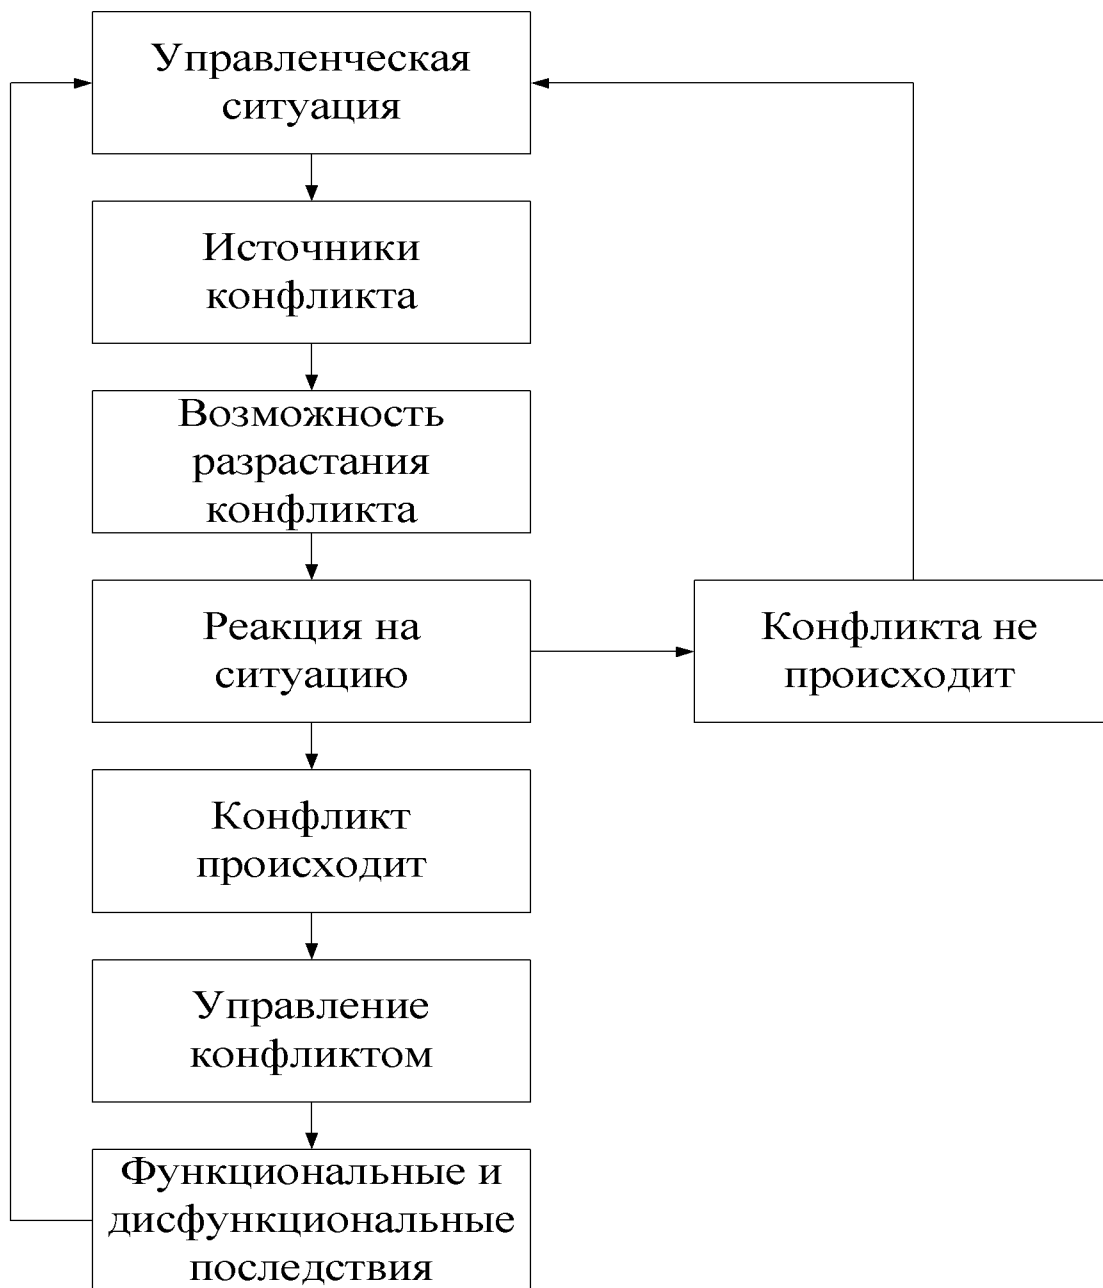 Управленческая
ситуация
Источники
конфликта
Возможность
разрастания
конфликта
Реакция на
ситуацию
Конфликта не
происходит
Конфликт
происходит
Управление
конфликтом
Функциональные и
дисфункциональные
последствия